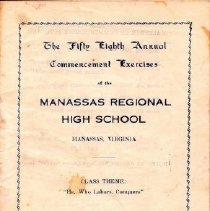 The Fifty Eighth Annual
Commencement Exercises
of the
MANASSAS REGIONAL
HIGH SCHOOL
MANASSAS, VIRGINIA
CLASS THEME:
"He, Who Labors, Conquers"